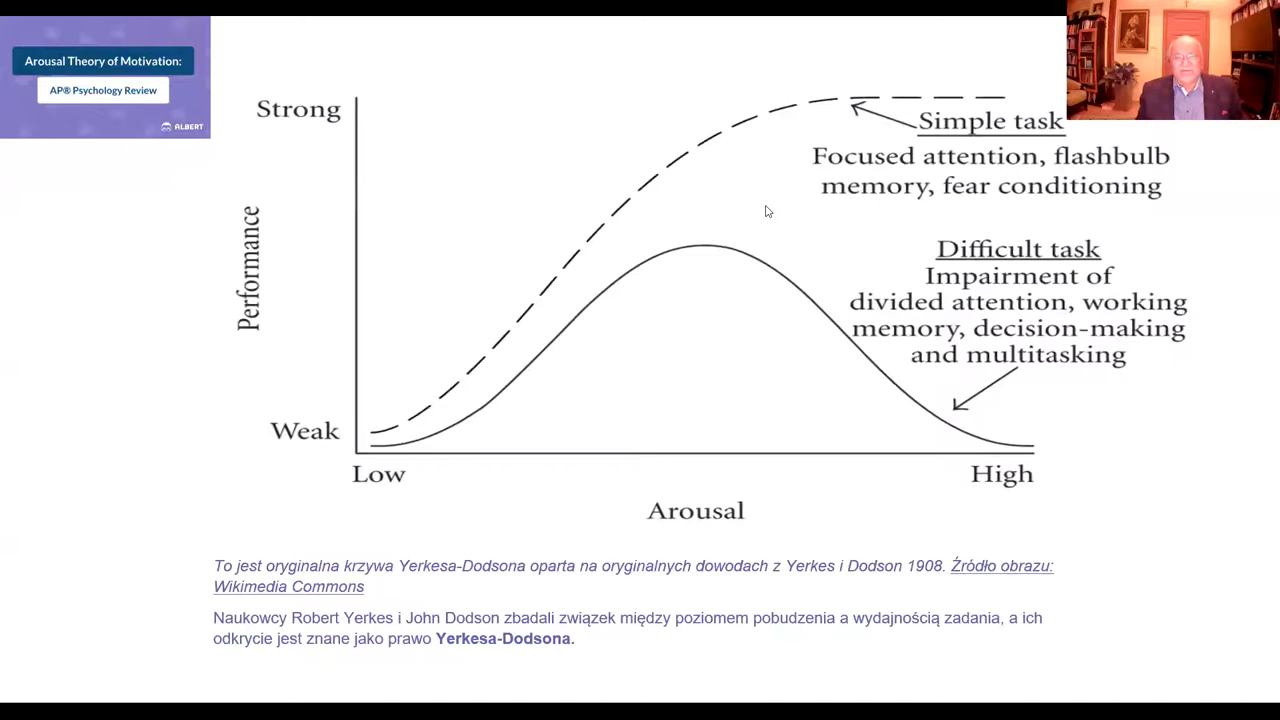 Arousal Theory of Motivation:
AP® Psychology Review
ALBERT
Strong
Simple task
Focused attention, flashbulb
memory, fear conditioning
Performance
Difficult task
Impairment of
divided attention, working
memory, decision-making
and multitasking
Weak
Low
High
Arousal
To jest oryginalna krzywa Yerkesa-Dodsona oparta na oryginalnych dowodach z Yerkes i Dodson 1908. Źródło obrazu:
Wikimedia Commons
Naukowcy Robert Yerkes i John Dodson zbadali związek między poziomem pobudzenia a wydajnością zadania, a ich
odkrycie jest znane jako prawo Yerkesa-Dodsona.